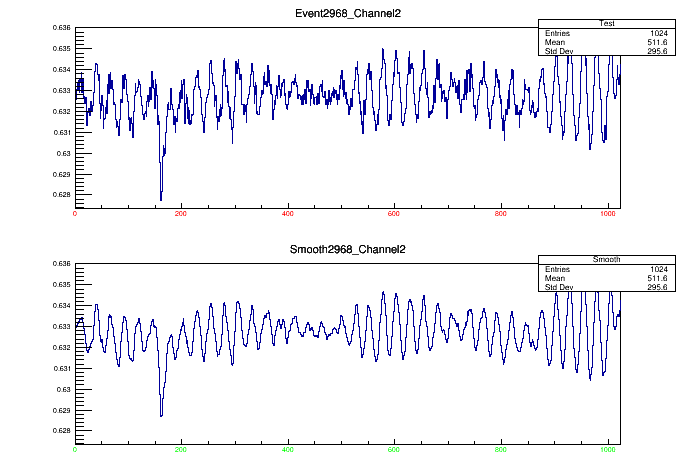 Event2968_Channel2
Test
Entries 1024
Mean 511.6
Std Dev 295.6
0.636
0.635
0.634
0.633
0.632
0.631
0.63
0.629
0.628
0 200 400 600 800 1000
Smooth2968_Channel2
Smooth
Entries 1024
Mean 511.6
Std Dev 295.6
0.636
0.635
0.634
0.633
0.632
0.631
0.63
0.629
0.628
0 200 400 600 800 1000